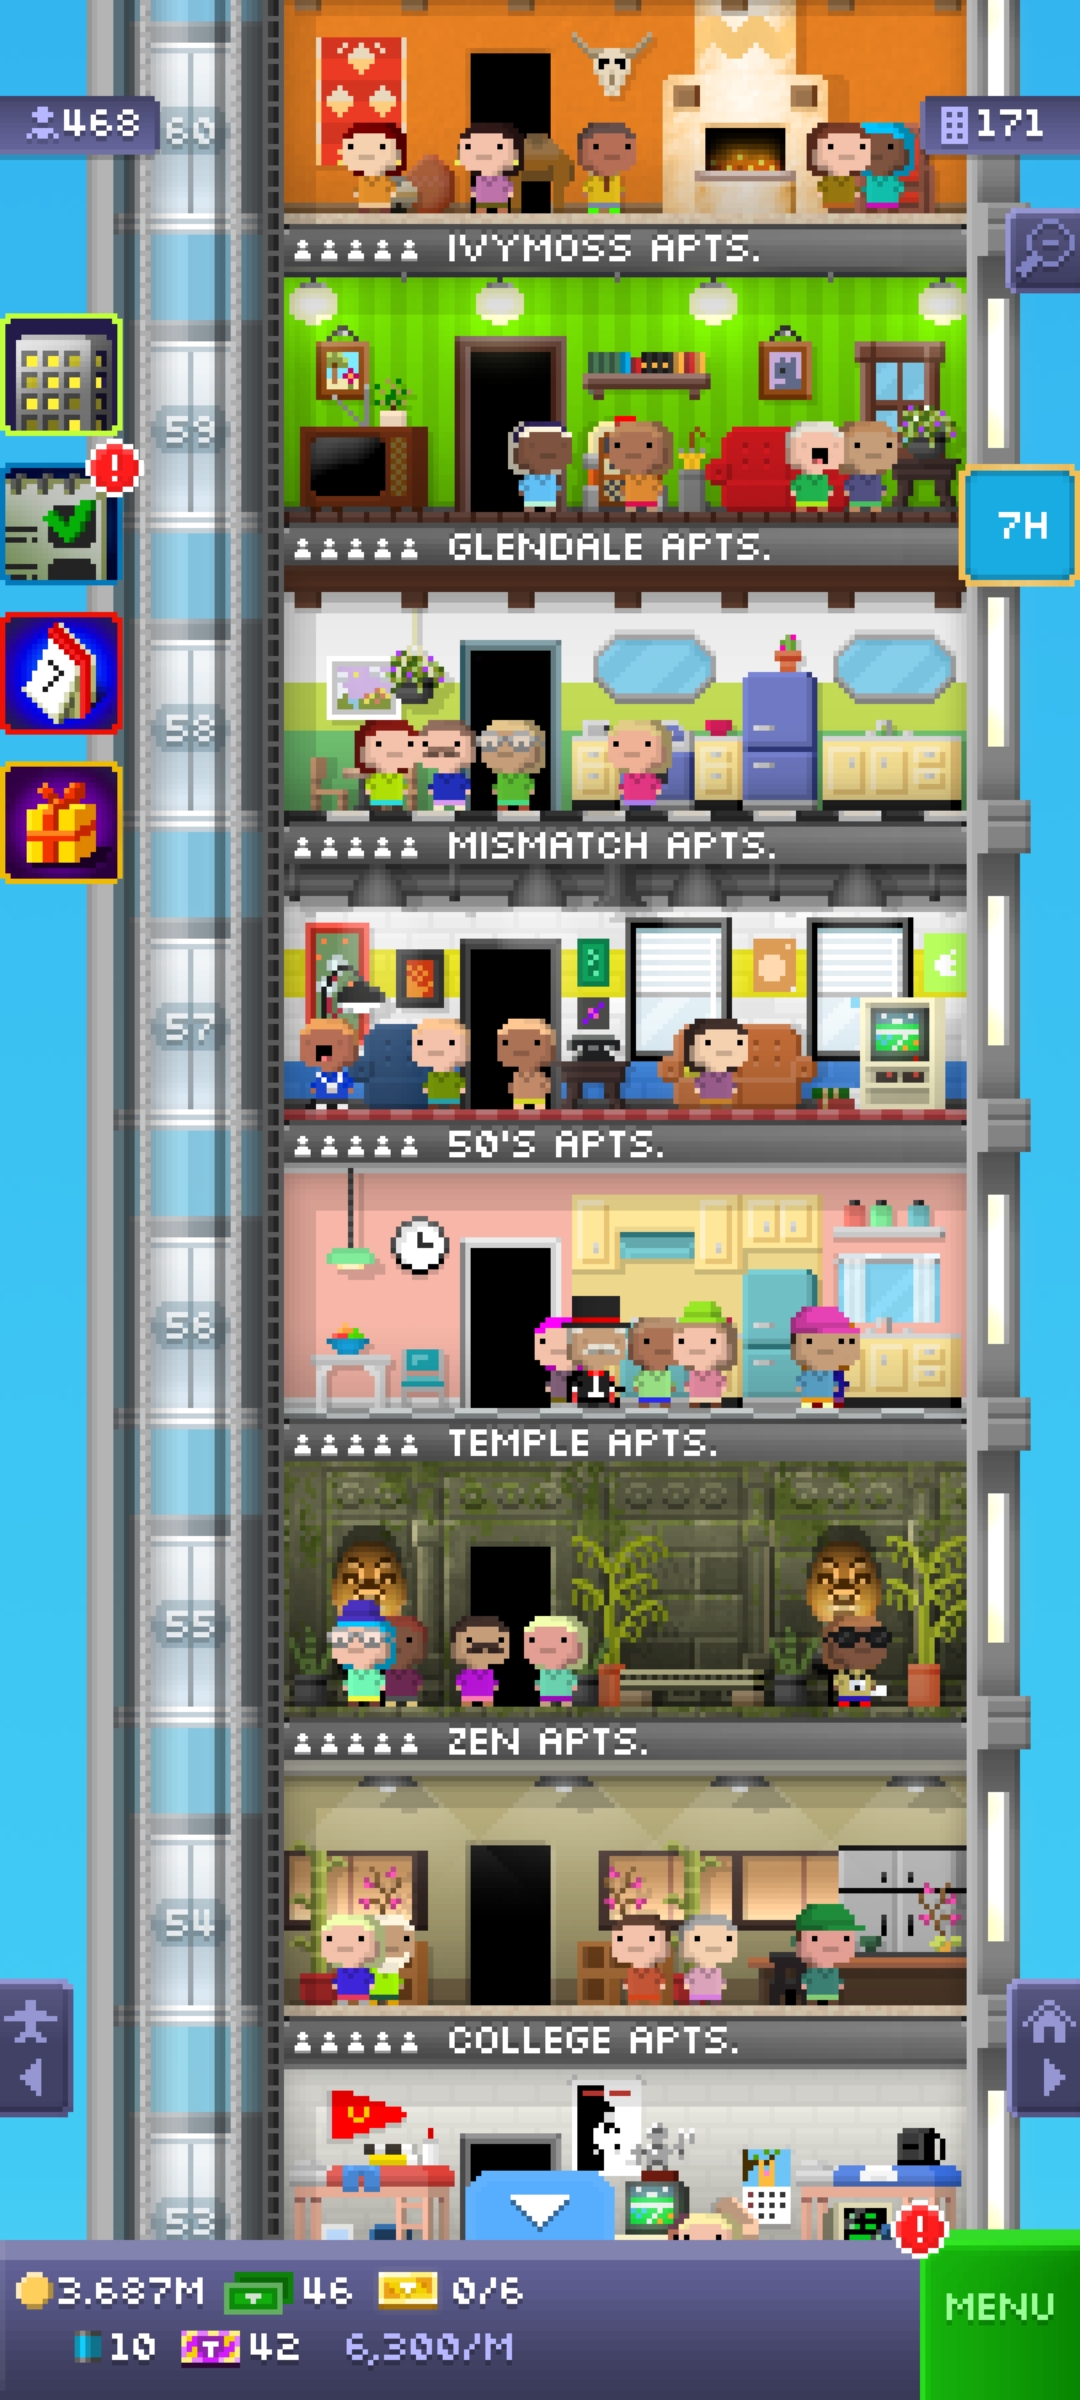 468
171
60
IVYMOSS APTS.
59
7H
GLENDALE APTS.
58
MISMATCH APTS.
57
50'S APTS.
56
TEMPLE APTS.
55
ZEN APTS.
54
COLLEGE APTS.
53
3.687M 46 0/6
MENU
10 T 42 6,300/M